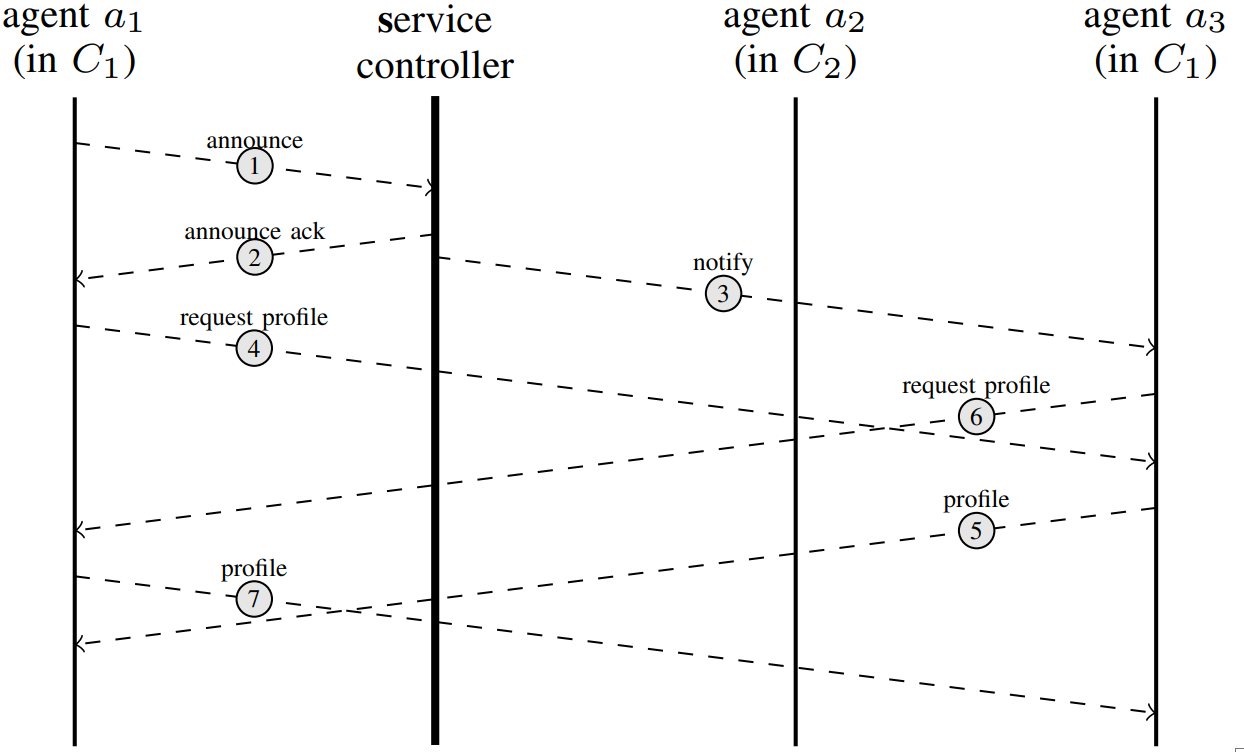 agent a₁
(in C₁)
service
controller
agent a₂
(in C₂)
agent a₃
(in C₁)
announce
1
announce ack
2
notify
3
request profile
4
request profile
6
profile
5
profile
7